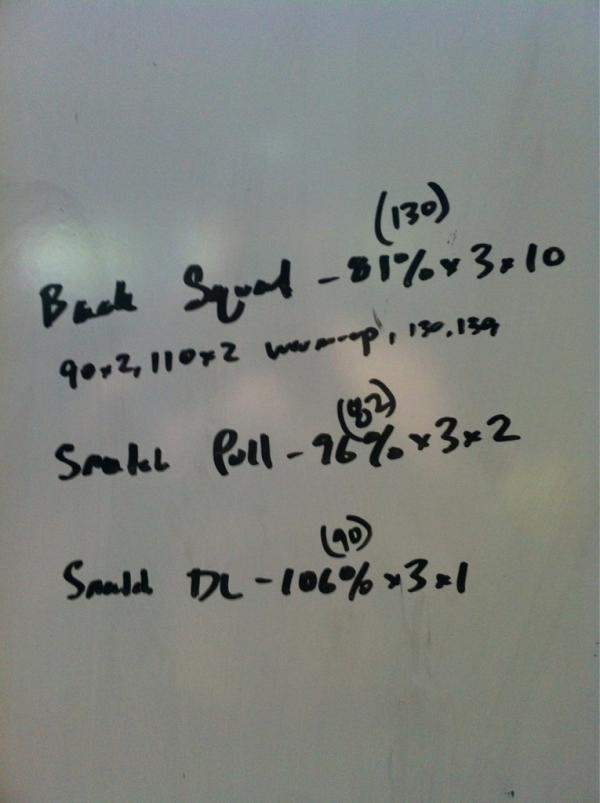 (130)
Back Squat - 81% x 3 x 10
90x2, 110x2 warm-up, 130, 139
(82)
Snatch Pull - 96% x 3 x 2
(90)
Snatch DL - 106% x 3 x 1